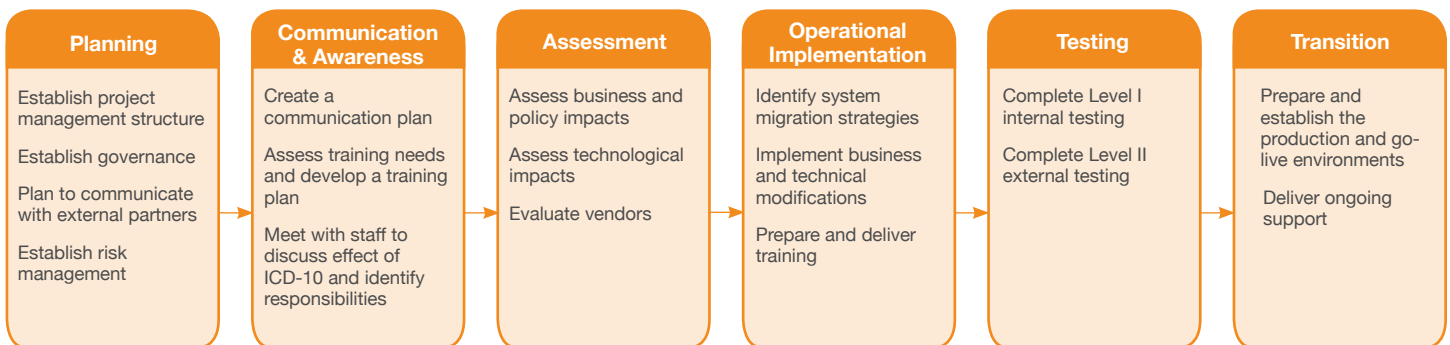 Planning
Establish project
management structure
Establish governance
Plan to communicate
with external partners
Establish risk
management
Communication
& Awareness
Create a
communication plan
Assess training needs
and develop a training
plan
Meet with staff to
discuss effect of
ICD-10 and identify
responsibilities
Assessment
Assess business and
policy impacts
Assess technological
impacts
Evaluate vendors
Operational
Implementation
Identify system
migration strategies
Implement business
and technical
modifications
Prepare and deliver
training
Testing
Complete Level I
internal testing
Complete Level II
external testing
Transition
Prepare and
establish the
production and go-
live environments
Deliver ongoing
support